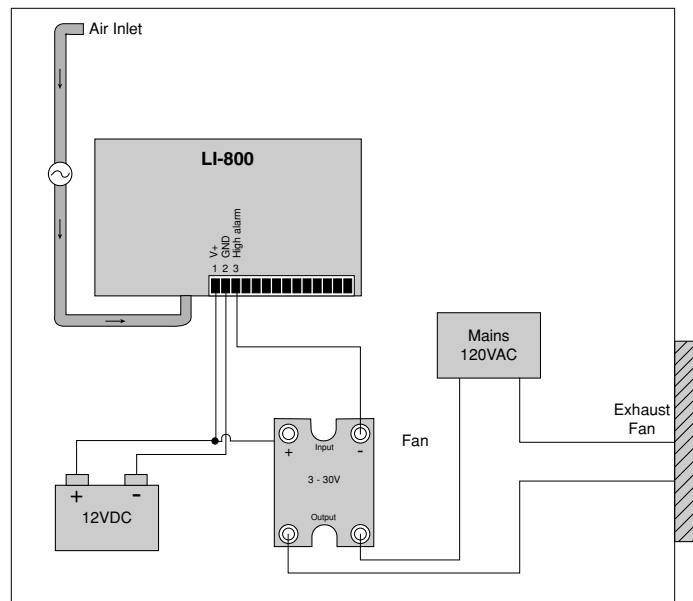 Air Inlet
LI-800
V+
GND
High alarm
1 2 3
Mains
120VAC
Exhaust
Fan
Fan
Input
+ -
3 - 30V
Output
+ -
12VDC